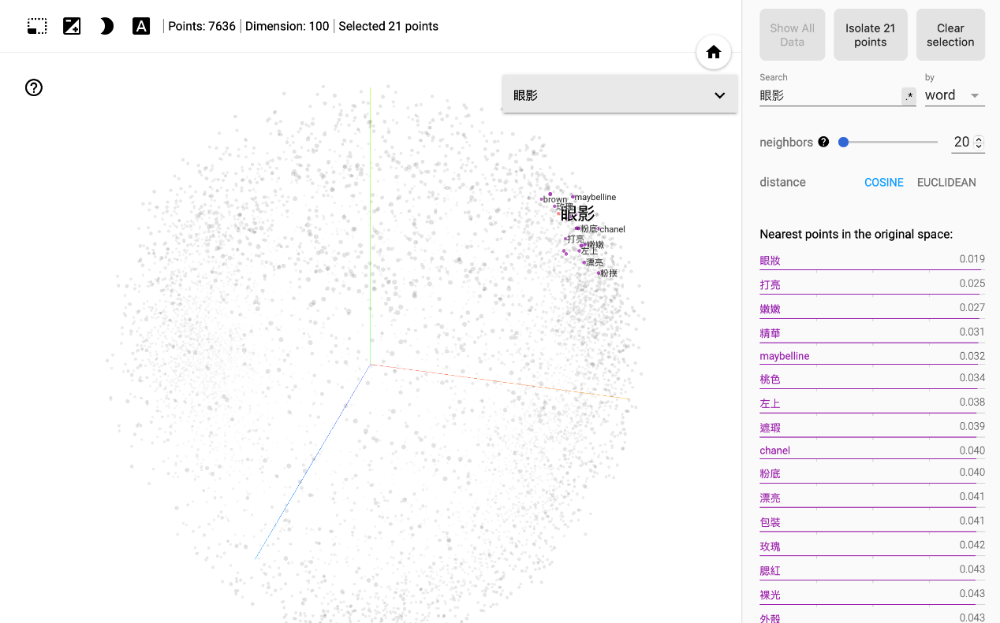 A Points: 7636 | Dimension: 100 | Selected 21 points
Show All Data
Isolate 21 points
Clear selection
Search
by
眼影
.*
word
眼影
neighbors ?
20
distance
COSINE
EUCLIDEAN
Nearest points in the original space:
眼妝 0.019
打亮 0.025
嫩嫩 0.027
精華 0.031
maybelline 0.032
桃色 0.034
左上 0.038
遮瑕 0.039
chanel 0.040
粉底 0.040
漂亮 0.041
包裝 0.041
玫瑰 0.042
腮紅 0.043
裸光 0.043
外殼 0.043
brown
maybelline
玫瑰
眼影
粉底
chanel
打亮
嫩嫩
左上
漂亮
粉撲